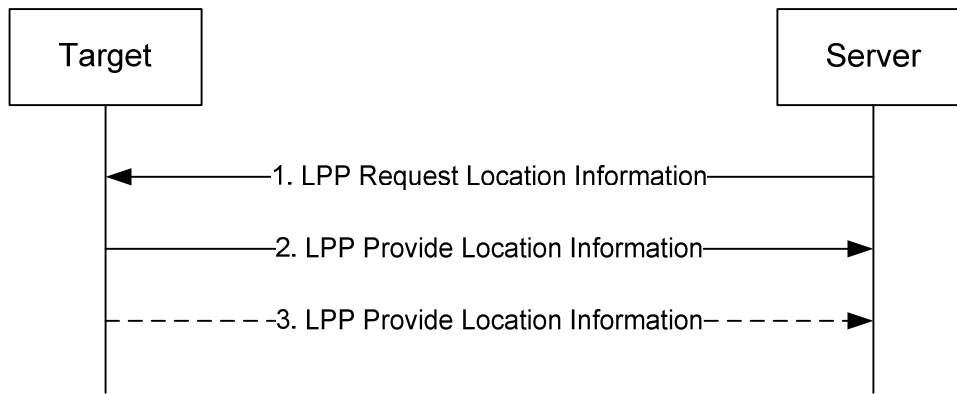 Target
Server
1. LPP Request Location Information
2. LPP Provide Location Information
3. LPP Provide Location Information